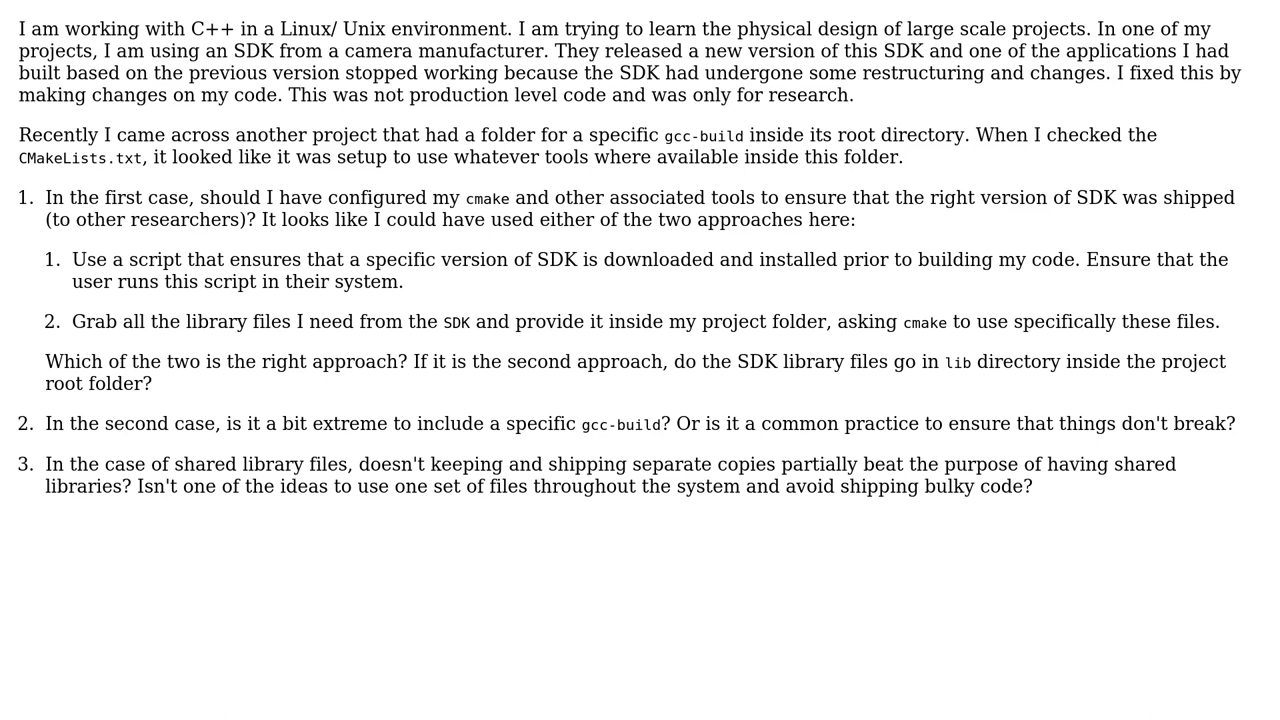 I am working with C++ in a Linux/ Unix environment. I am trying to learn the physical design of large scale projects. In one of my
projects, I am using an SDK from a camera manufacturer. They released a new version of this SDK and one of the applications I had
built based on the previous version stopped working because the SDK had undergone some restructuring and changes. I fixed this by
making changes on my code. This was not production level code and was only for research.
Recently I came across another project that had a folder for a specific gcc-build inside its root directory. When I checked the
CMakeLists.txt, it looked like it was setup to use whatever tools where available inside this folder.
1. In the first case, should I have configured my cmake and other associated tools to ensure that the right version of SDK was shipped
(to other researchers)? It looks like I could have used either of the two approaches here:
1. Use a script that ensures that a specific version of SDK is downloaded and installed prior to building my code. Ensure that the
user runs this script in their system.
2. Grab all the library files I need from the SDK and provide it inside my project folder, asking cmake to use specifically these files.
Which of the two is the right approach? If it is the second approach, do the SDK library files go in lib directory inside the project
root folder?
2. In the second case, is it a bit extreme to include a specific gcc-build? Or is it a common practice to ensure that things don't break?
3. In the case of shared library files, doesn't keeping and shipping separate copies partially beat the purpose of having shared
libraries? Isn't one of the ideas to use one set of files throughout the system and avoid shipping bulky code?